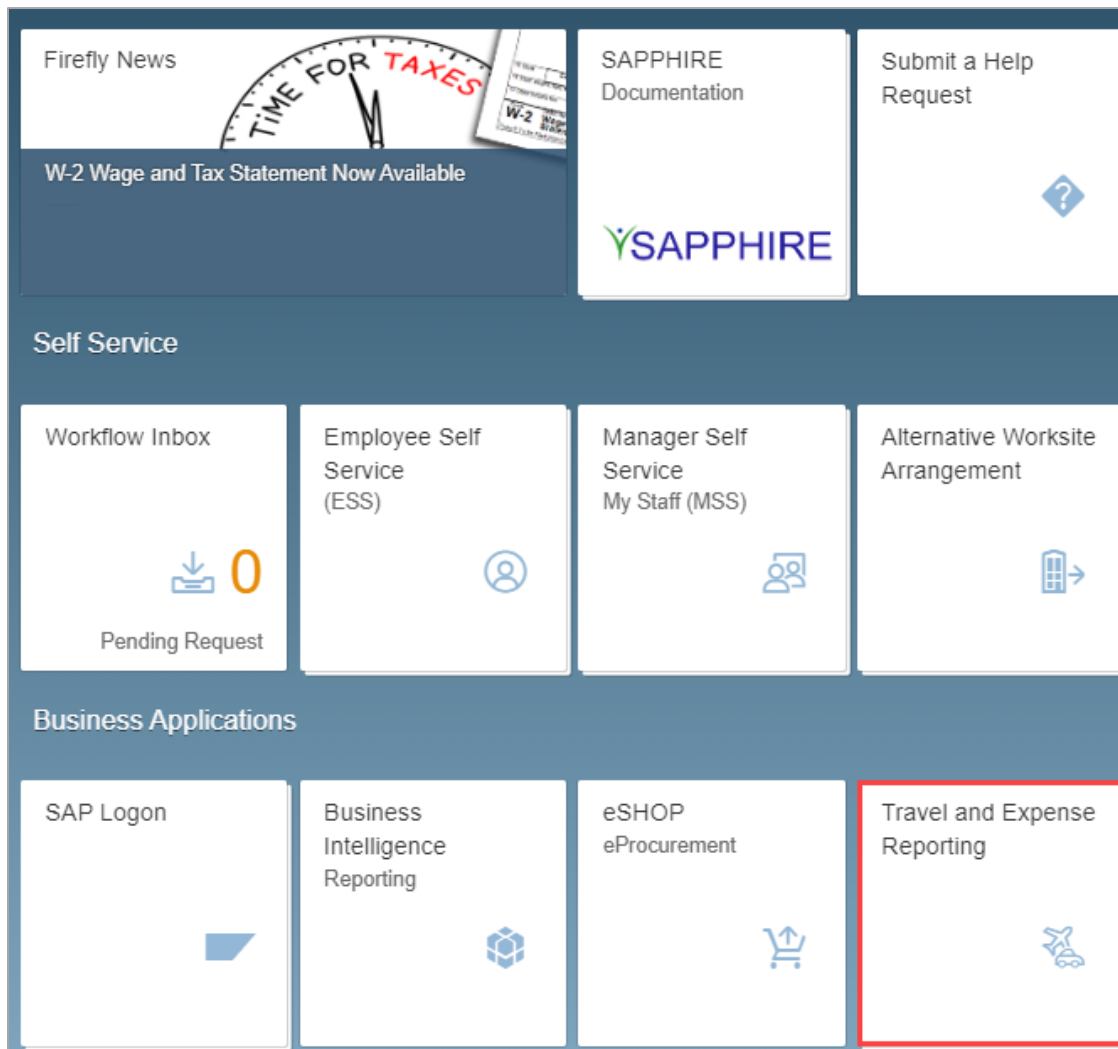 Firefly News
TIME FOR TAXES
W-2
W-2 Wage and Tax Statement Now Available
SAPPHIRE
Documentation
SAPPHIRE
Submit a Help
Request
?
Self Service
Workflow Inbox
0
Pending Request
Employee Self
Service
(ESS)
Manager Self
Service
My Staff (MSS)
Alternative Worksite
Arrangement
Business Applications
SAP Logon
Business
Intelligence
Reporting
eSHOP
eProcurement
Travel and Expense
Reporting